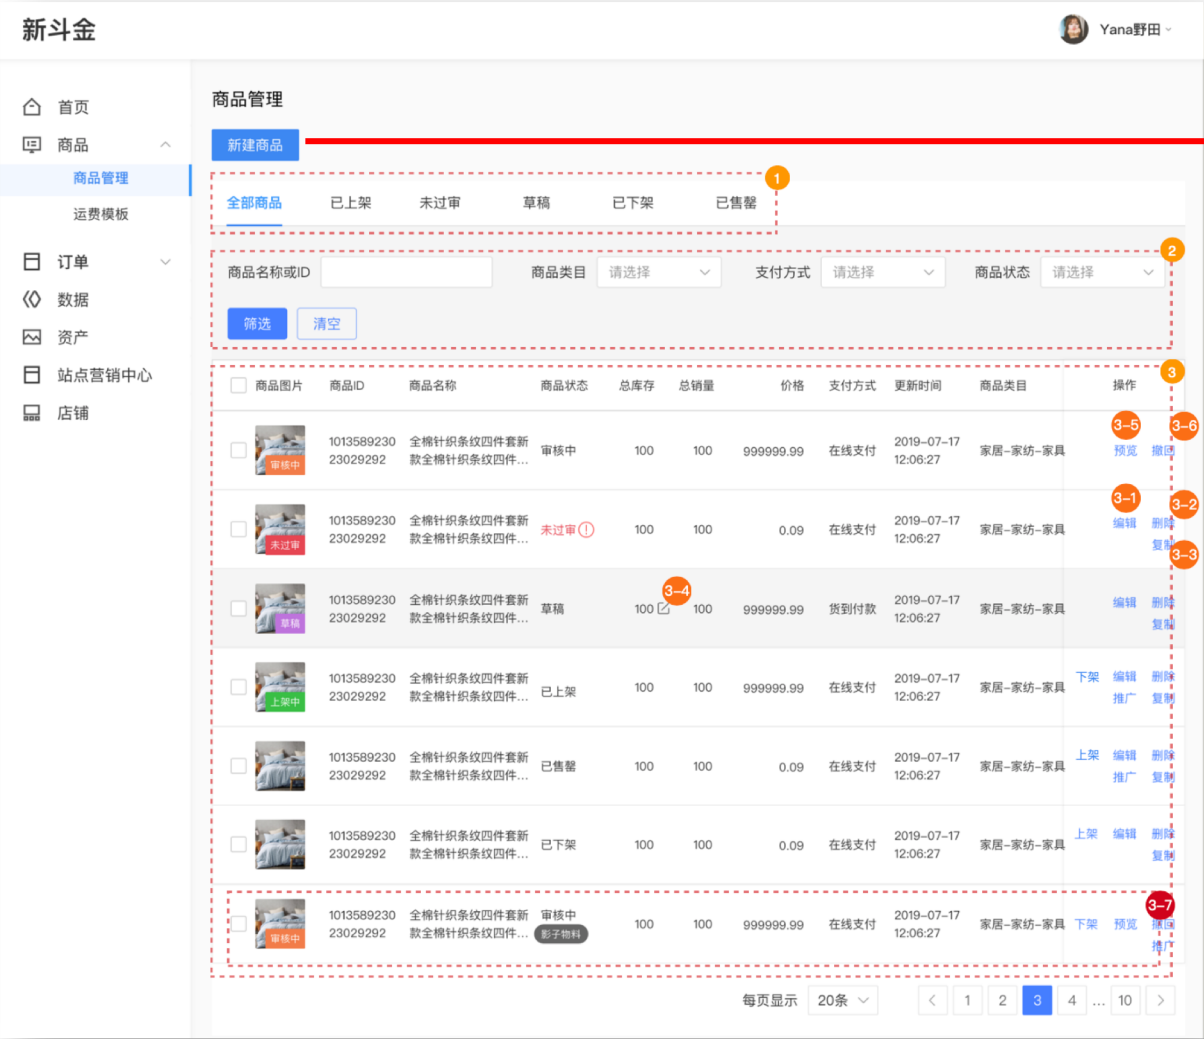 新斗金
Yana野田
首页
商品
商品管理
运费模板
订单
数据
资产
站点营销中心
店铺
商品管理
新建商品
1
全部商品 已上架 未过审 草稿 已下架 已售罄
2
商品名称或ID 商品类目 请选择 支付方式 请选择 商品状态 请选择
筛选 清空
3
商品图片 商品ID 商品名称 商品状态 总库存 总销量 价格 支付方式 更新时间 商品类目 操作
3-5 3-6
1013589230 全棉针织条纹四件套新 2019-07-17
审核中 100 100 999999.99 在线支付 家居-家纺-家具 预览 撤回
审核中 23029292 款全棉针织条纹四件... 12:06:27
3-1 3-2
1013589230 全棉针织条纹四件套新 2019-07-17 编辑 删除
未过审 100 100 0.09 在线支付 家居-家纺-家具
未过审 23029292 款全棉针织条纹四件... 12:06:27 复制
3-3
3-4
1013589230 全棉针织条纹四件套新 2019-07-17 编辑 删除
草稿 100 100 999999.99 货到付款 家居-家纺-家具
草稿 23029292 款全棉针织条纹四件... 12:06:27 复制
1013589230 全棉针织条纹四件套新 2019-07-17 下架 编辑 删除
已上架 100 100 999999.99 在线支付 家居-家纺-家具
上架中 23029292 款全棉针织条纹四件... 12:06:27 推广 复制
1013589230 全棉针织条纹四件套新 2019-07-17 上架 编辑 删除
已售罄 100 100 0.09 在线支付 家居-家纺-家具
23029292 款全棉针织条纹四件... 12:06:27 推广 复制
1013589230 全棉针织条纹四件套新 2019-07-17 上架 编辑 删除
已下架 100 100 0.09 在线支付 家居-家纺-家具
23029292 款全棉针织条纹四件... 12:06:27 复制
3-7
1013589230 全棉针织条纹四件套新 审核中 2019-07-17
100 100 999999.99 在线支付 家居-家纺-家具 下架 预览 撤回
审核中 23029292 款全棉针织条纹四件... 影子物料 12:06:27
推广
每页显示 20条 1 2 3 4 ... 10